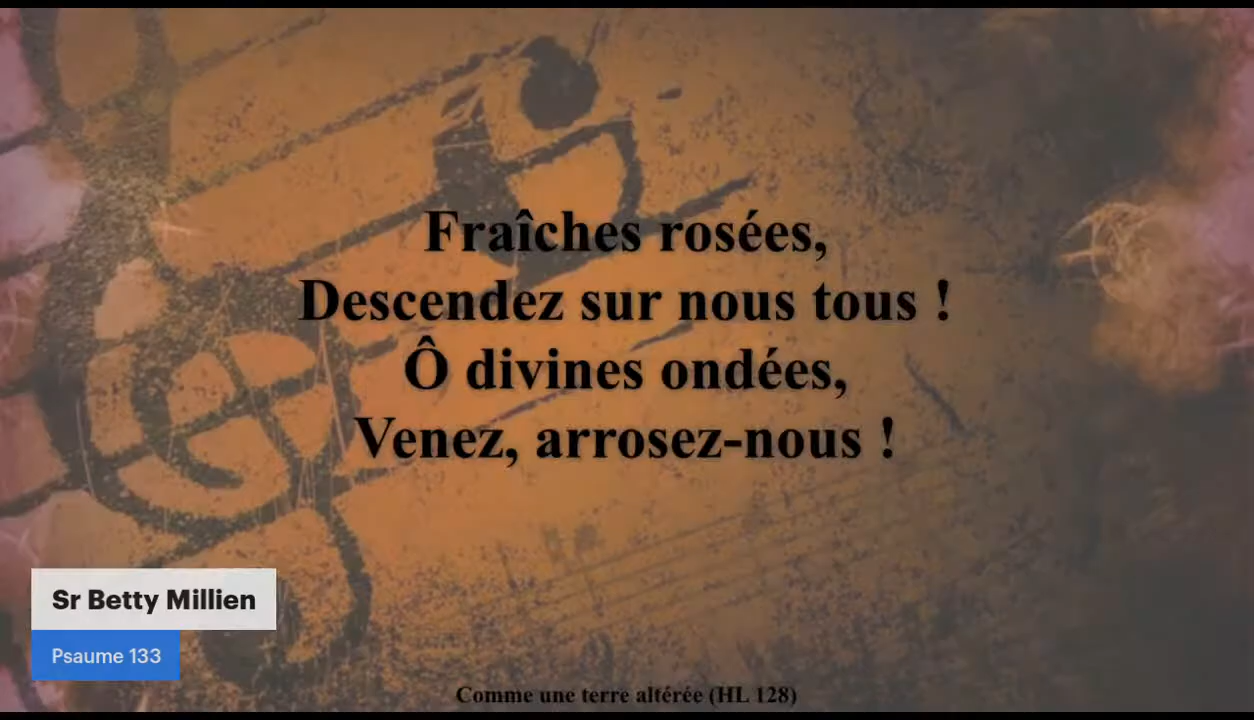 Fraîches rosées,
Descendez sur nous tous !
Ô divines ondées,
Venez, arrosez-nous !
Sr Betty Millien
Psaume 133
Comme une terre altérée (HL 128)